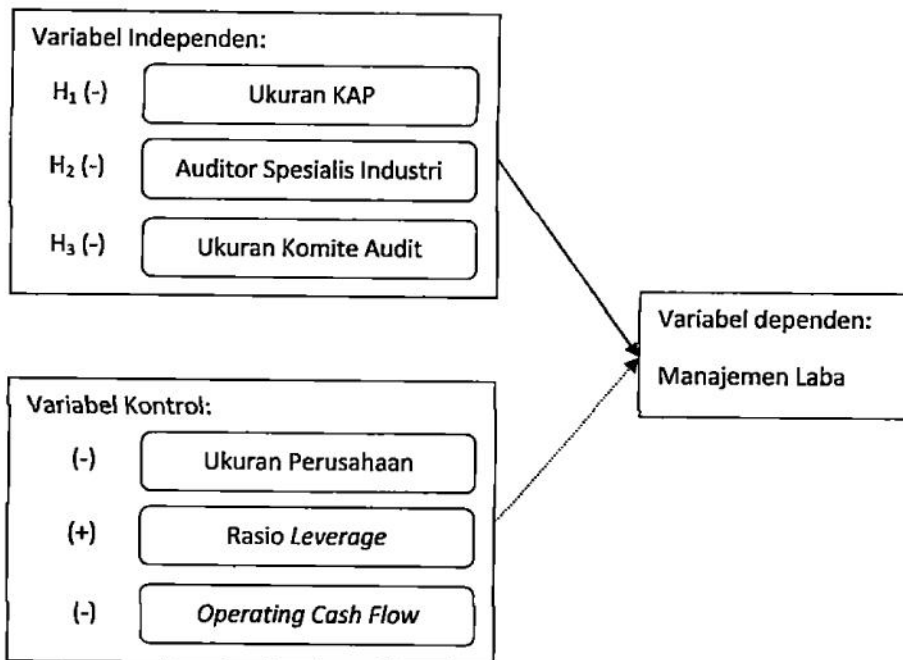 Variabel Independen:
H₁ (-) Ukuran KAP
H₂ (-) Auditor Spesialis Industri
H₃ (-) Ukuran Komite Audit
Variabel dependen:
Manajemen Laba
Variabel Kontrol:
(-) Ukuran Perusahaan
(+) Rasio Leverage
(-) Operating Cash Flow